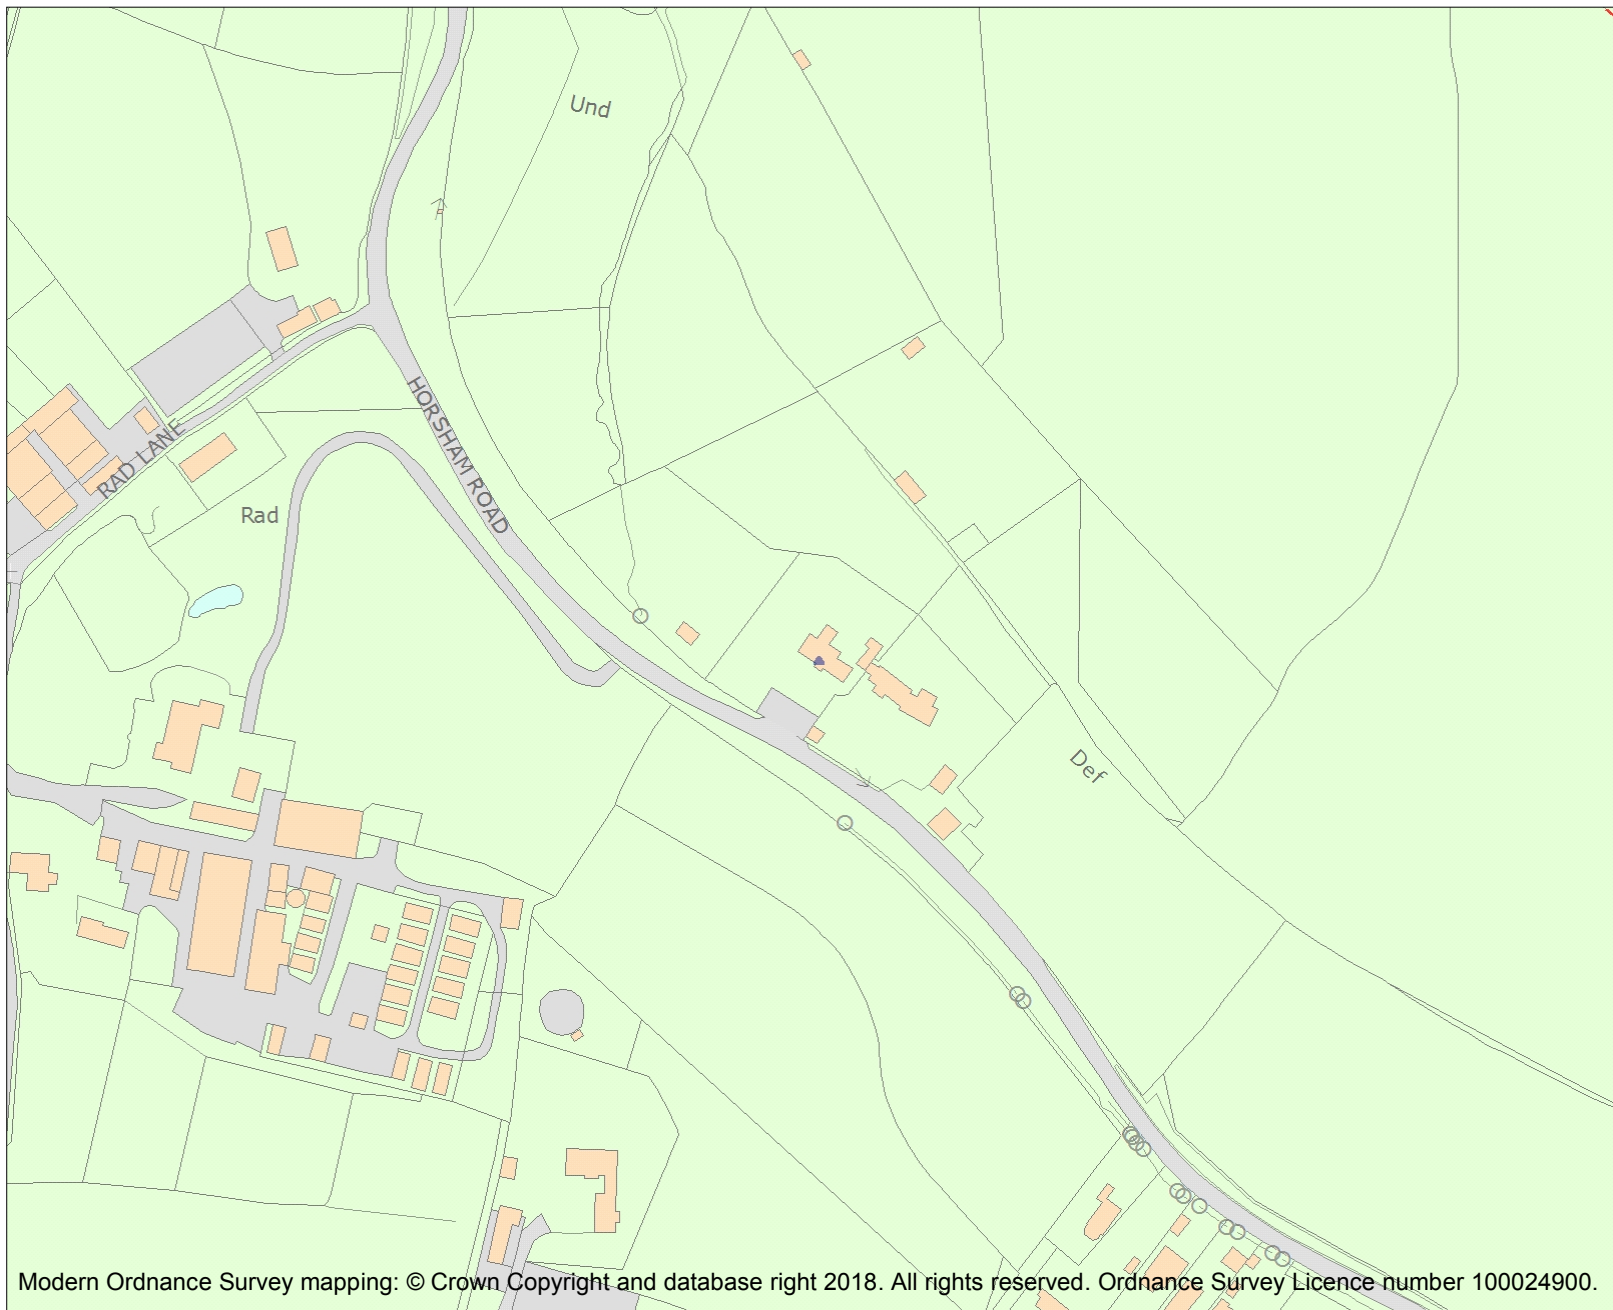 Und
HORSHAM ROAD
RAD LANE
Rad
Def
Modern Ordnance Survey mapping: © Crown Copyright and database right 2018. All rights reserved. Ordnance Survey Licence number 100024900.